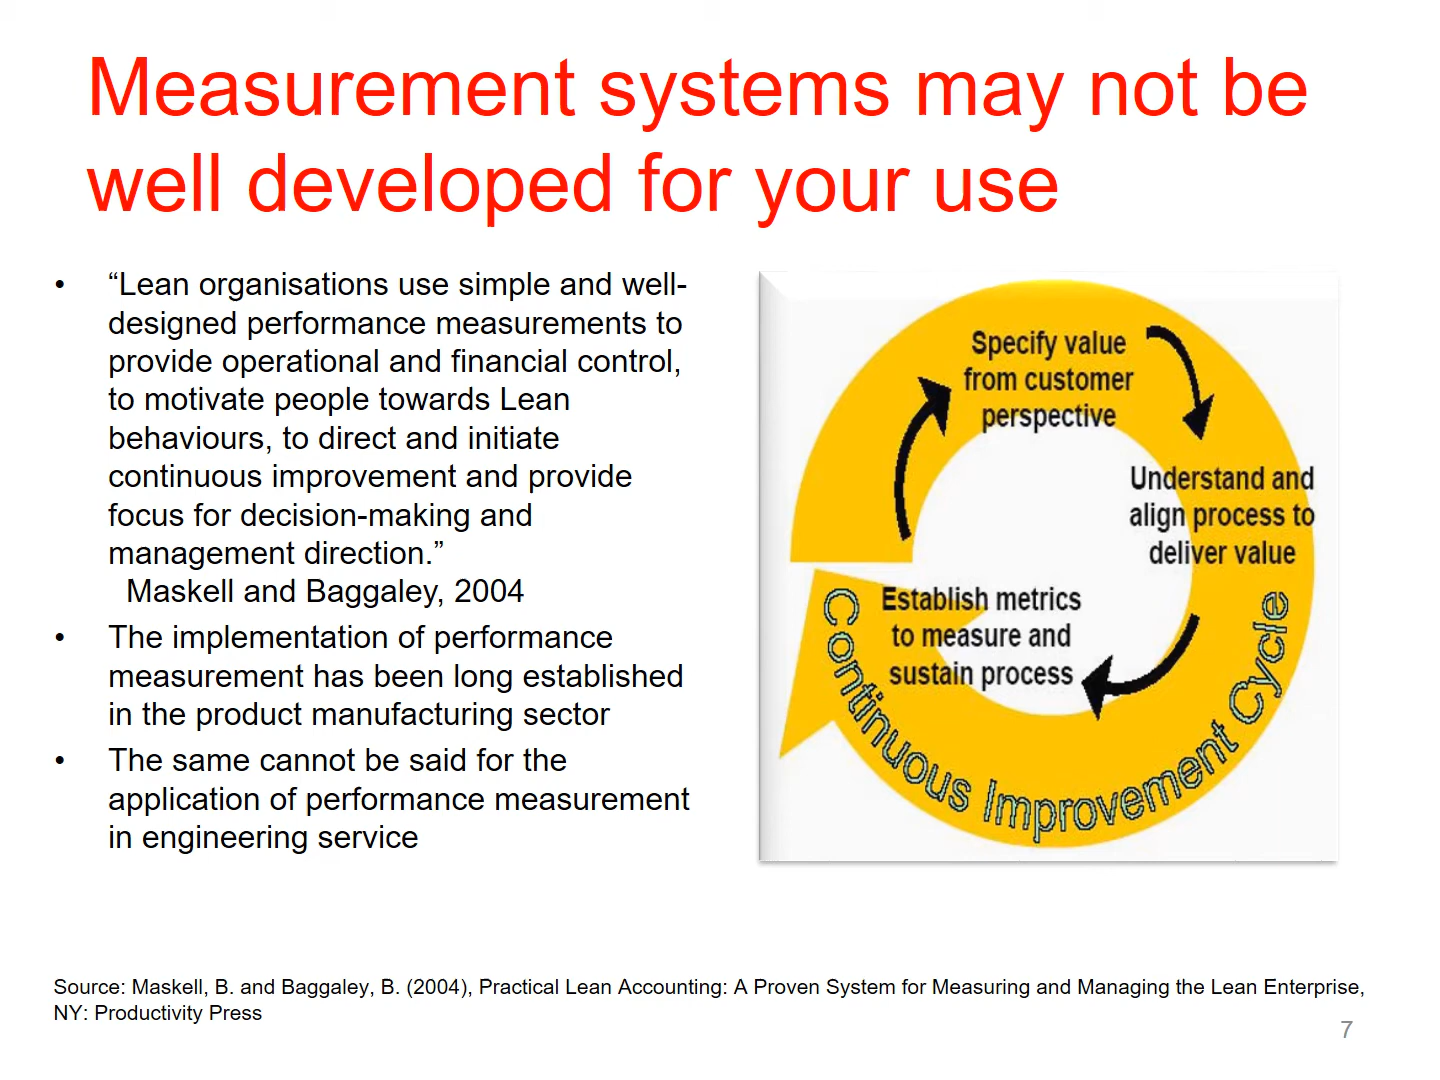 Measurement systems may not be
well developed for your use
• “Lean organisations use simple and well-
designed performance measurements to
provide operational and financial control,
to motivate people towards Lean
behaviours, to direct and initiate
continuous improvement and provide
focus for decision-making and
management direction.”
Maskell and Baggaley, 2004
• The implementation of performance
measurement has been long established
in the product manufacturing sector
• The same cannot be said for the
application of performance measurement
in engineering service
Specify value
from customer
perspective
Understand and
align process to
deliver value
Establish metrics
to measure and
sustain process
Continuous Improvement Cycle
Source: Maskell, B. and Baggaley, B. (2004), Practical Lean Accounting: A Proven System for Measuring and Managing the Lean Enterprise,
NY: Productivity Press
7